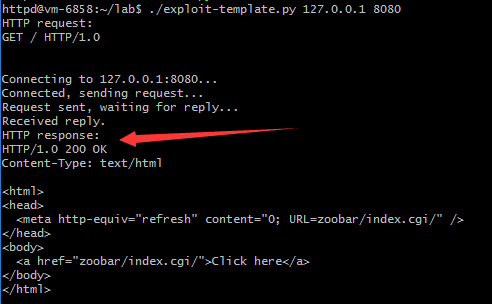 httpd@vm-6858:~/lab$ ./exploit-template.py 127.0.0.1 8080
HTTP request:
GET / HTTP/1.0
Connecting to 127.0.0.1:8080...
Connected, sending request...
Request sent, waiting for reply...
Received reply.
HTTP response:
HTTP/1.0 200 OK
Content-Type: text/html
<html>
<head>
  <meta http-equiv="refresh" content="0; URL=zoobar/index.cgi/" />
</head>
<body>
  <a href="zoobar/index.cgi/">Click here</a>
</body>
</html>